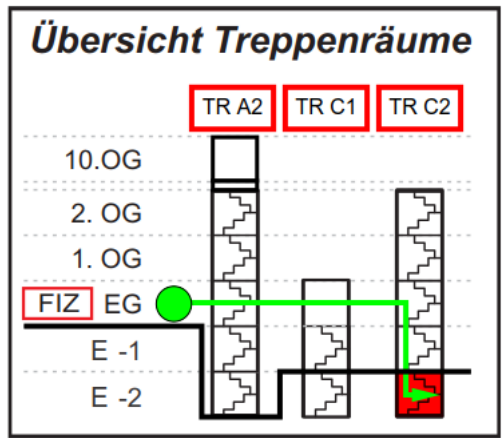 Übersicht Treppenräume
TR A2 TR C1 TR C2
10.OG
2. OG
1. OG
FIZ EG
E -1
E -2